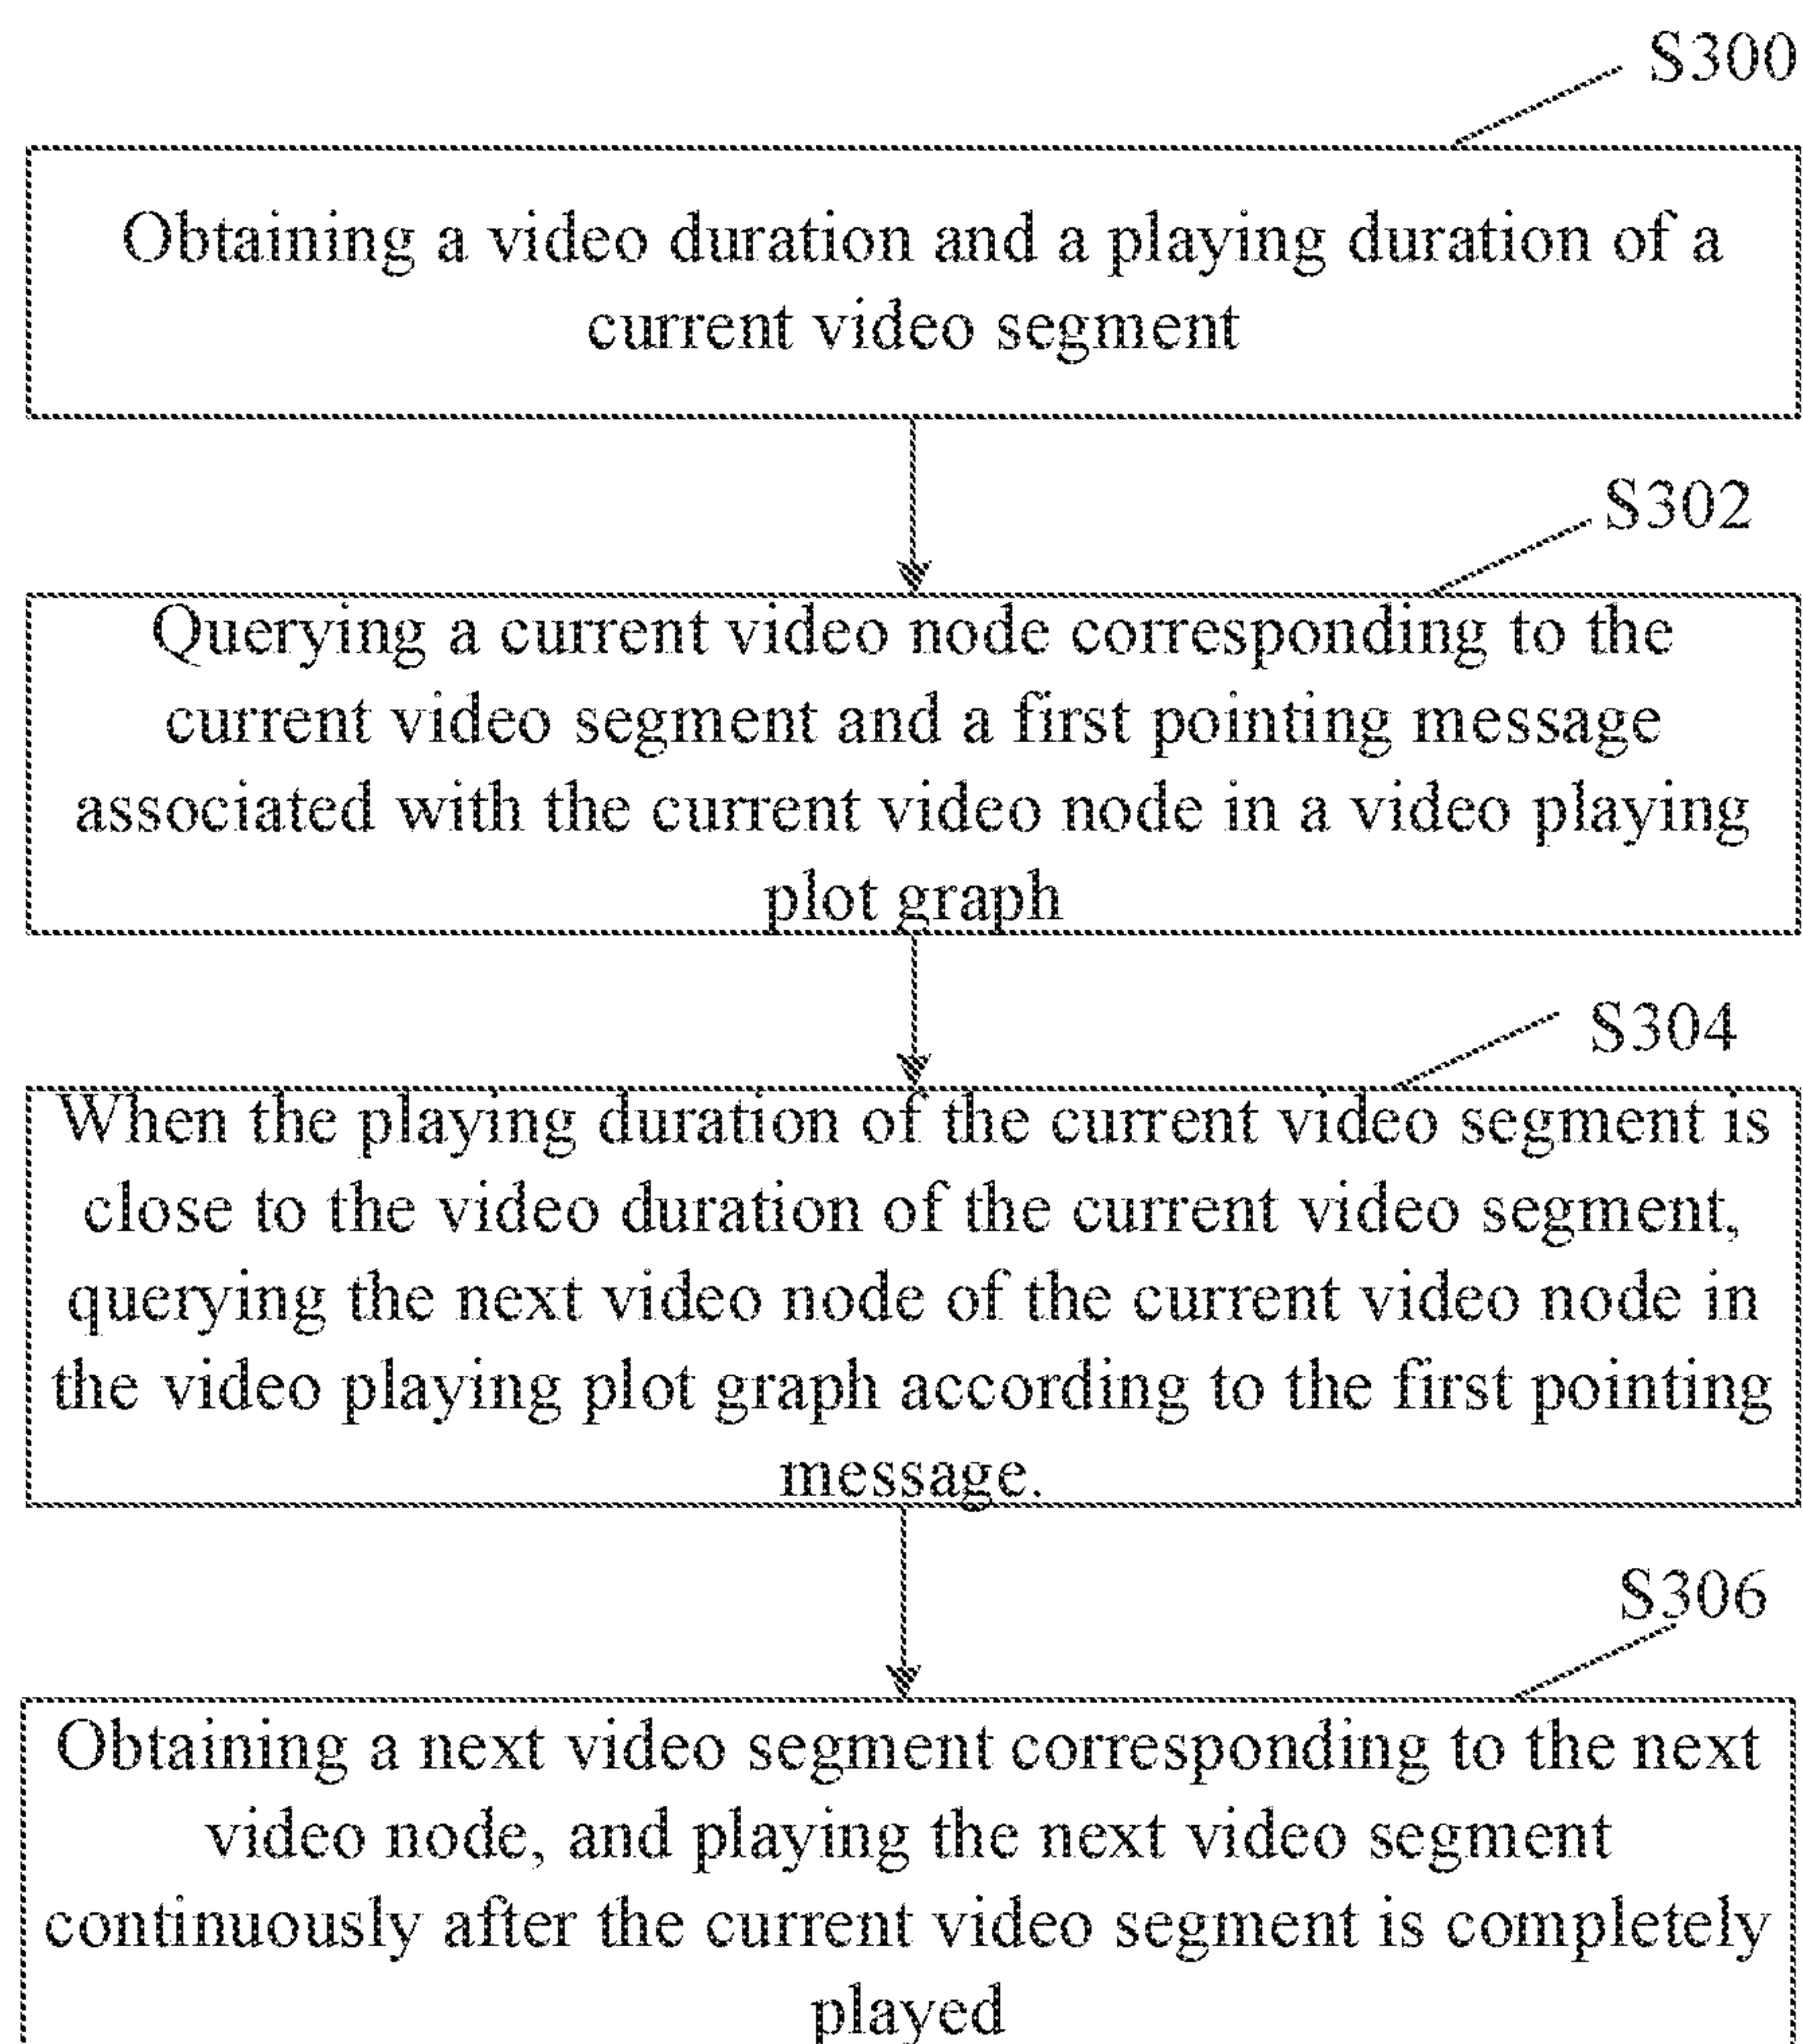 S300
Obtaining a video duration and a playing duration of a
current video segment
S302
Querying a current video node corresponding to the
current video segment and a first pointing message
associated with the current video node in a video playing
plot graph
S304
When the playing duration of the current video segment is
close to the video duration of the current video segment,
querying the next video node of the current video node in
the video playing plot graph according to the first pointing
message.
S306
Obtaining a next video segment corresponding to the next
video node, and playing the next video segment
continuously after the current video segment is completely
played